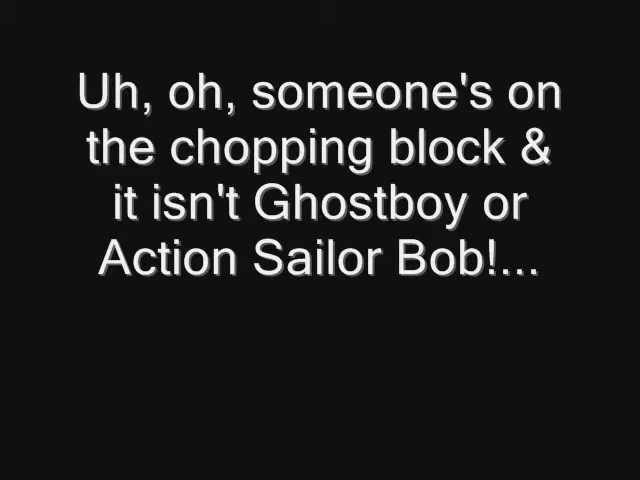 Uh, oh, someone's on
the chopping block &
it isn't Ghostboy or
Action Sailor Bob!...